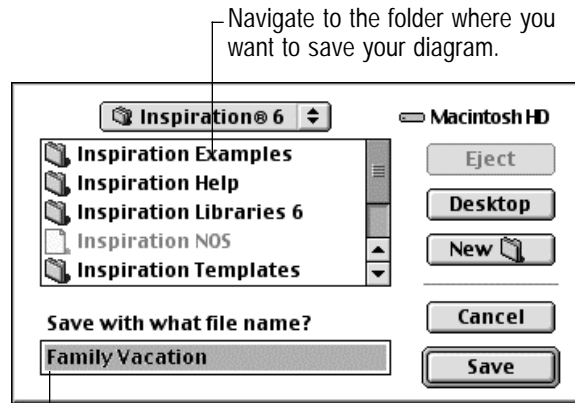 Navigate to the folder where you
want to save your diagram.
Inspiration® 6
Macintosh HD
Inspiration Examples
Inspiration Help
Inspiration Libraries 6
Inspiration NOS
Inspiration Templates
Eject
Desktop
New
Save with what file name?
Family Vacation
Cancel
Save